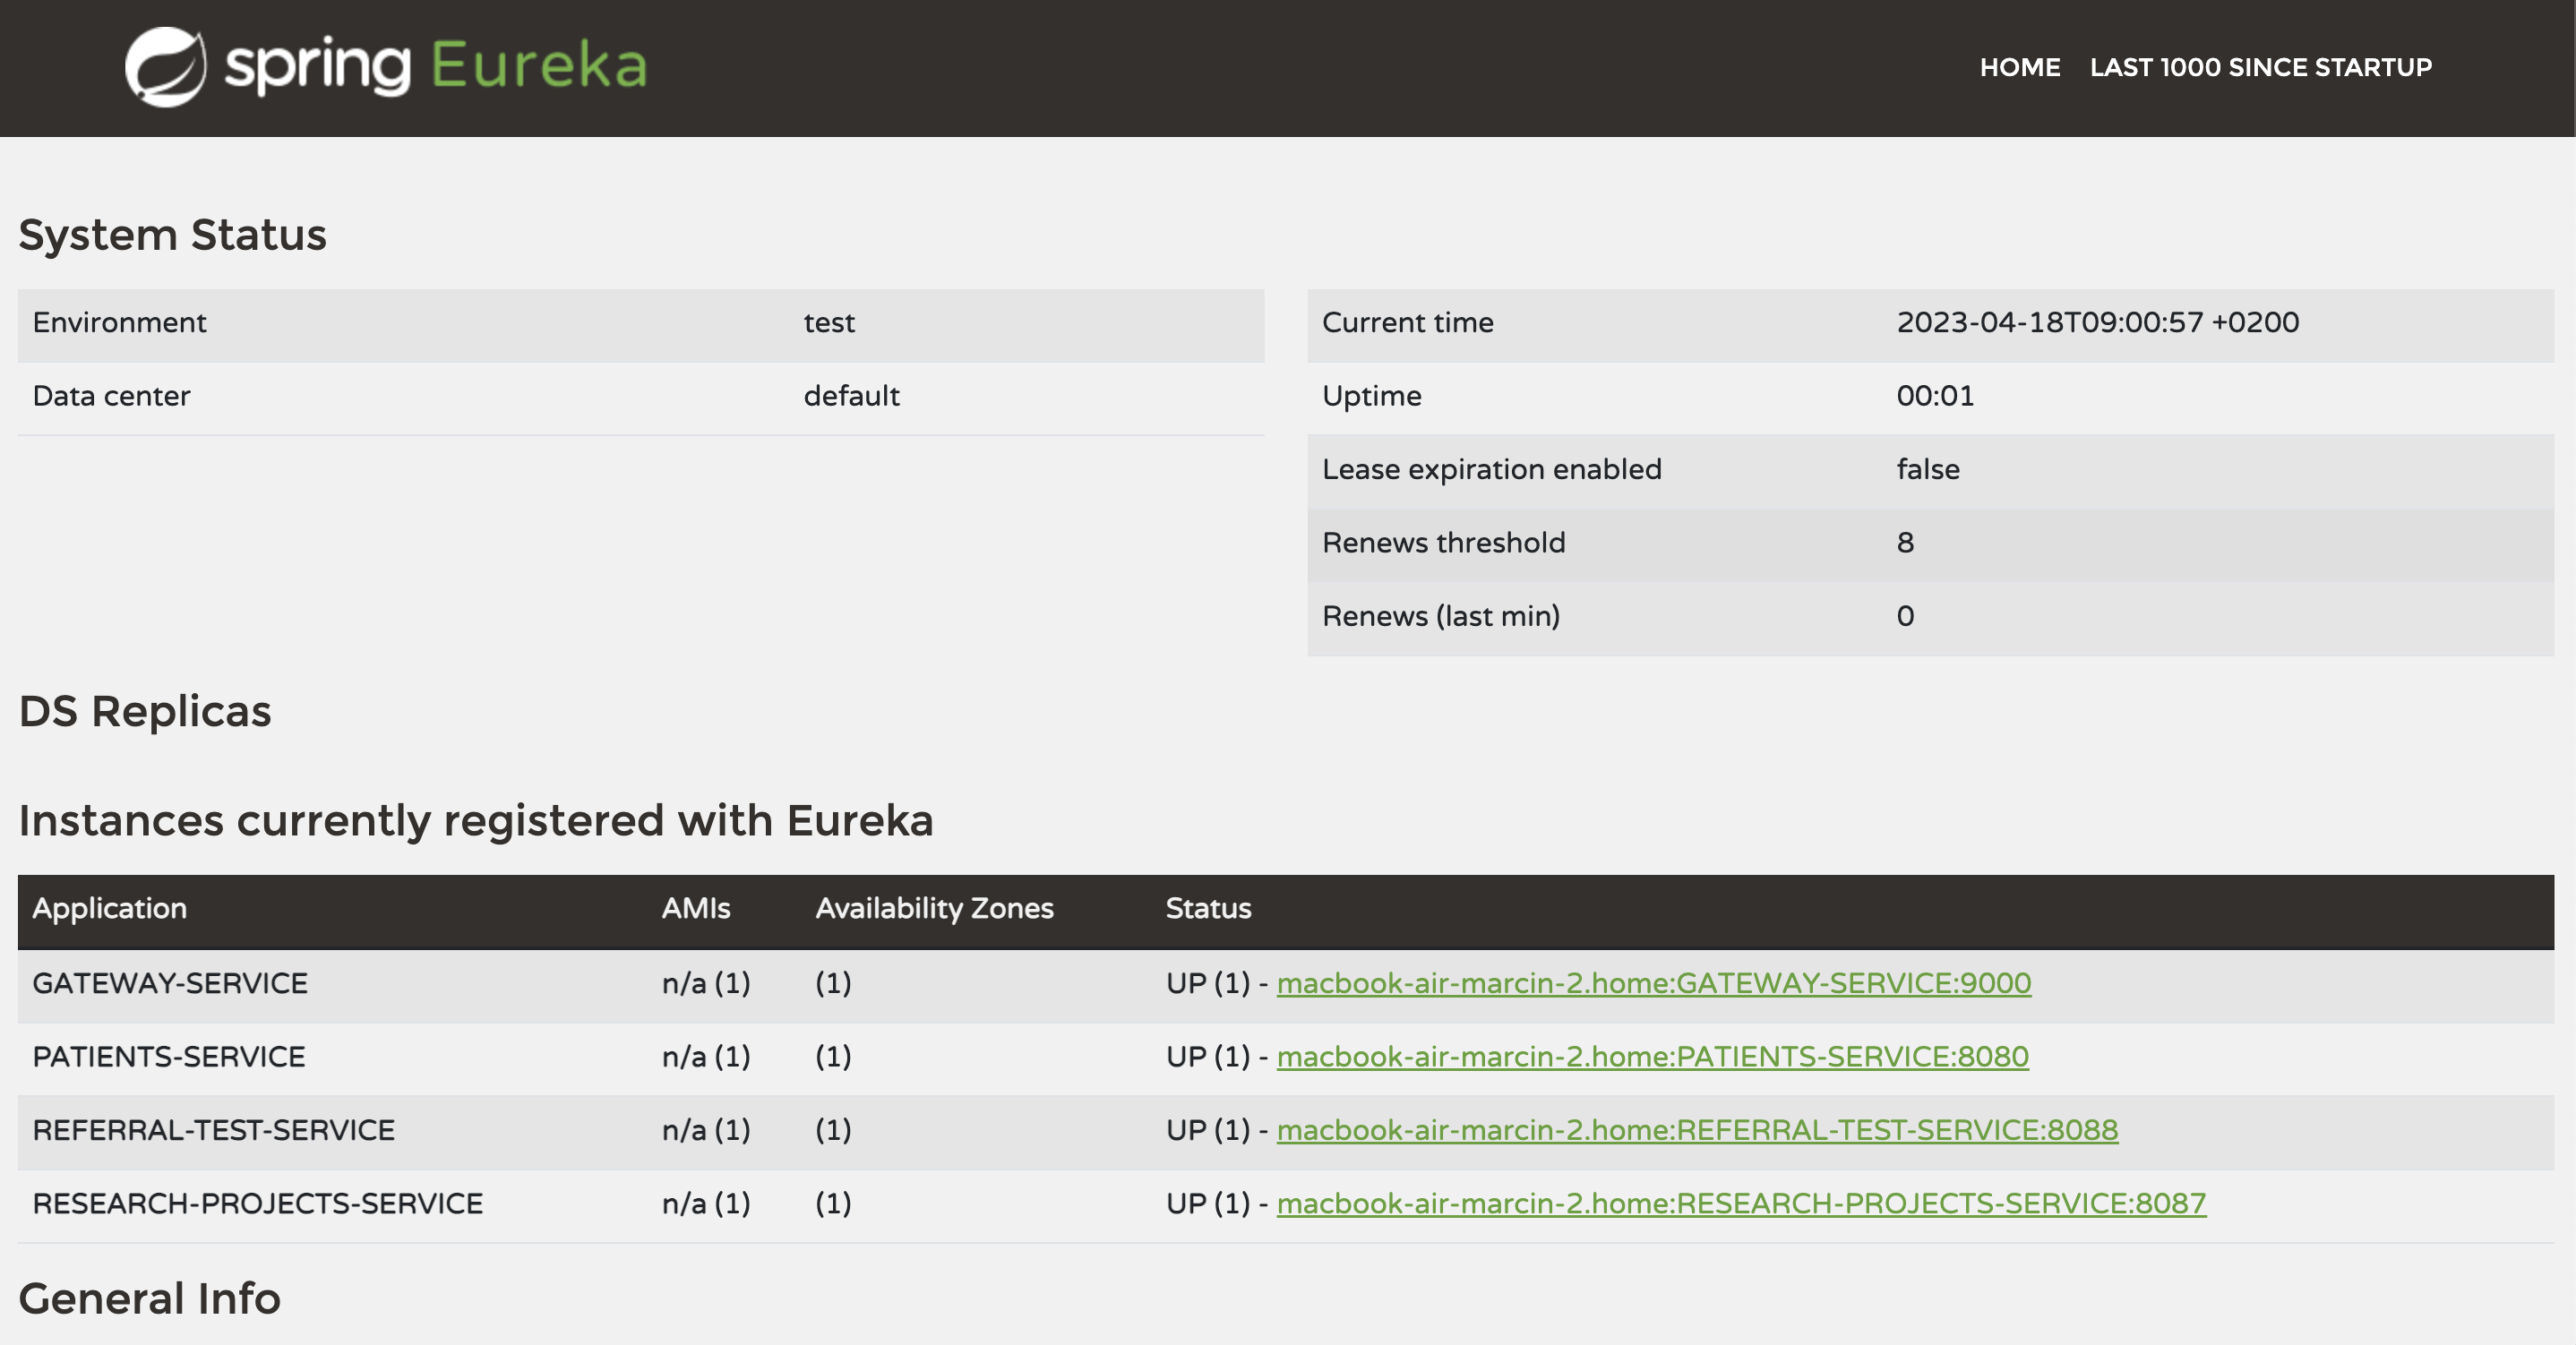 spring Eureka
HOME LAST 1000 SINCE STARTUP
System Status
Environment test
Data center default
Current time 2023-04-18T09:00:57 +0200
Uptime 00:01
Lease expiration enabled false
Renews threshold 8
Renews (last min) 0
DS Replicas
Instances currently registered with Eureka
Application AMIs Availability Zones Status
GATEWAY-SERVICE n/a (1) (1) UP (1) - macbook-air-marcin-2.home:GATEWAY-SERVICE:9000
PATIENTS-SERVICE n/a (1) (1) UP (1) - macbook-air-marcin-2.home:PATIENTS-SERVICE:8080
REFERRAL-TEST-SERVICE n/a (1) (1) UP (1) - macbook-air-marcin-2.home:REFERRAL-TEST-SERVICE:8088
RESEARCH-PROJECTS-SERVICE n/a (1) (1) UP (1) - macbook-air-marcin-2.home:RESEARCH-PROJECTS-SERVICE:8087
General Info